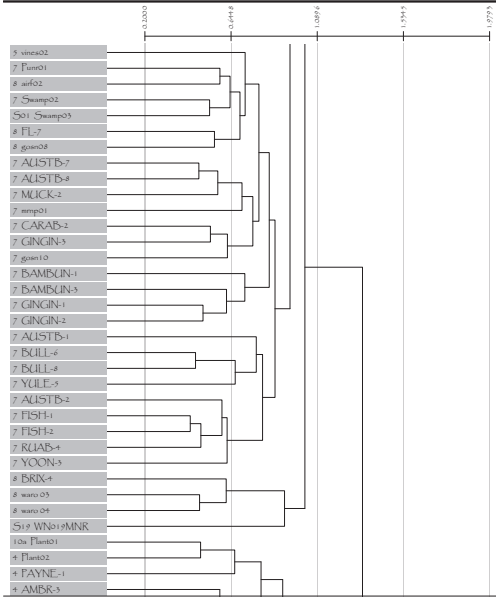 0.2000 0.6448 1.0896 1.5345 1.9793
5 vines02
7 Punr01
8 airf02
7 Swamp02
S01 Swamp03
8 FL-7
8 gosn08
7 AUSTB-7
7 AUSTB-8
7 MUCK-2
7 mmp01
7 CARAB-2
7 GINGIN-3
7 gosn10
7 BAMBUN-1
7 BAMBUN-3
7 GINGIN-1
7 GINGIN-2
7 AUSTB-1
7 BULL-6
7 BULL-8
7 YULE-5
7 AUSTB-2
7 FISH-1
7 FISH-2
7 RUAB-4
7 YOON-3
8 BRIX-4
8 waro 03
8 waro 04
S19 WN019MNR
10a Plant01
4 Plant02
4 PAYNE-1
4 AMBR-3